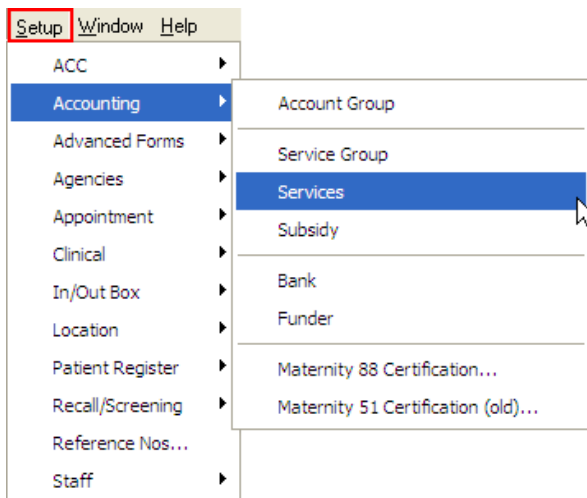 Setup Window Help
ACC
Accounting
Advanced Forms
Agencies
Appointment
Clinical
In/Out Box
Location
Patient Register
Recall/Screening
Reference Nos...
Staff
Account Group
Service Group
Services
Subsidy
Bank
Funder
Maternity 88 Certification...
Maternity 51 Certification (old)...